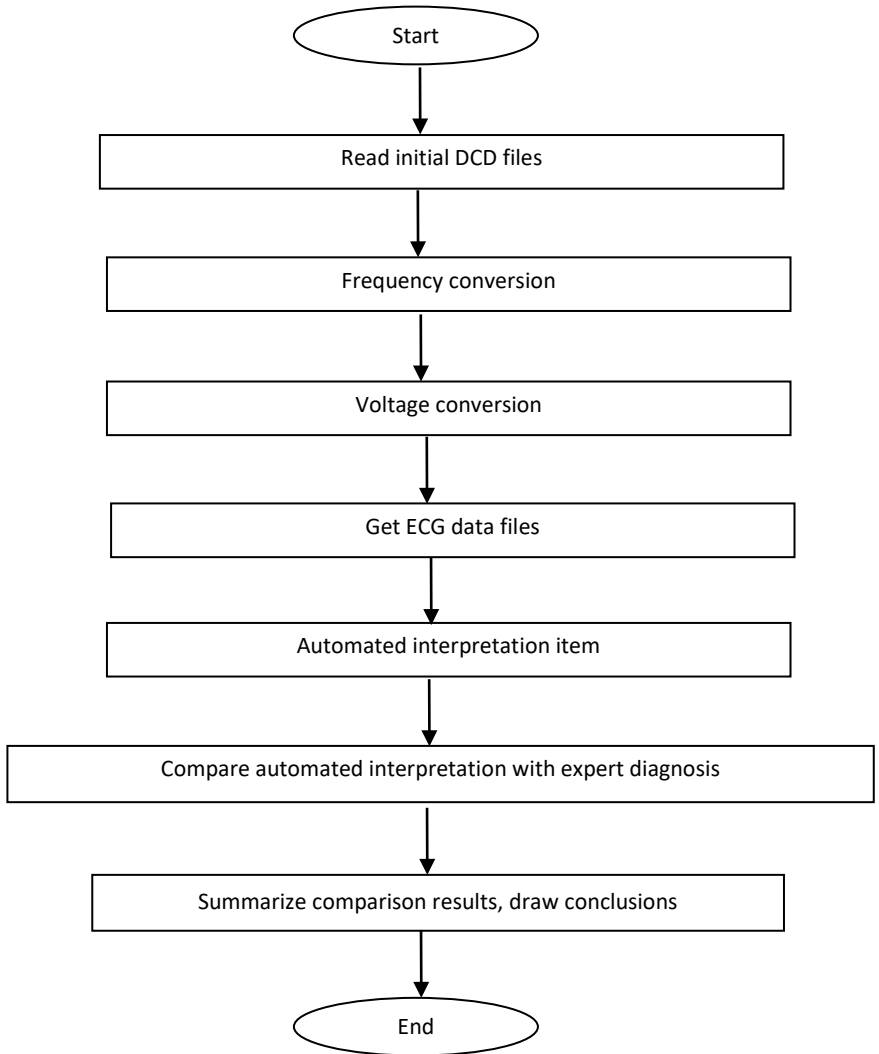 Start
Read initial DCD files
Frequency conversion
Voltage conversion
Get ECG data files
Automated interpretation item
Compare automated interpretation with expert diagnosis
Summarize comparison results, draw conclusions
End